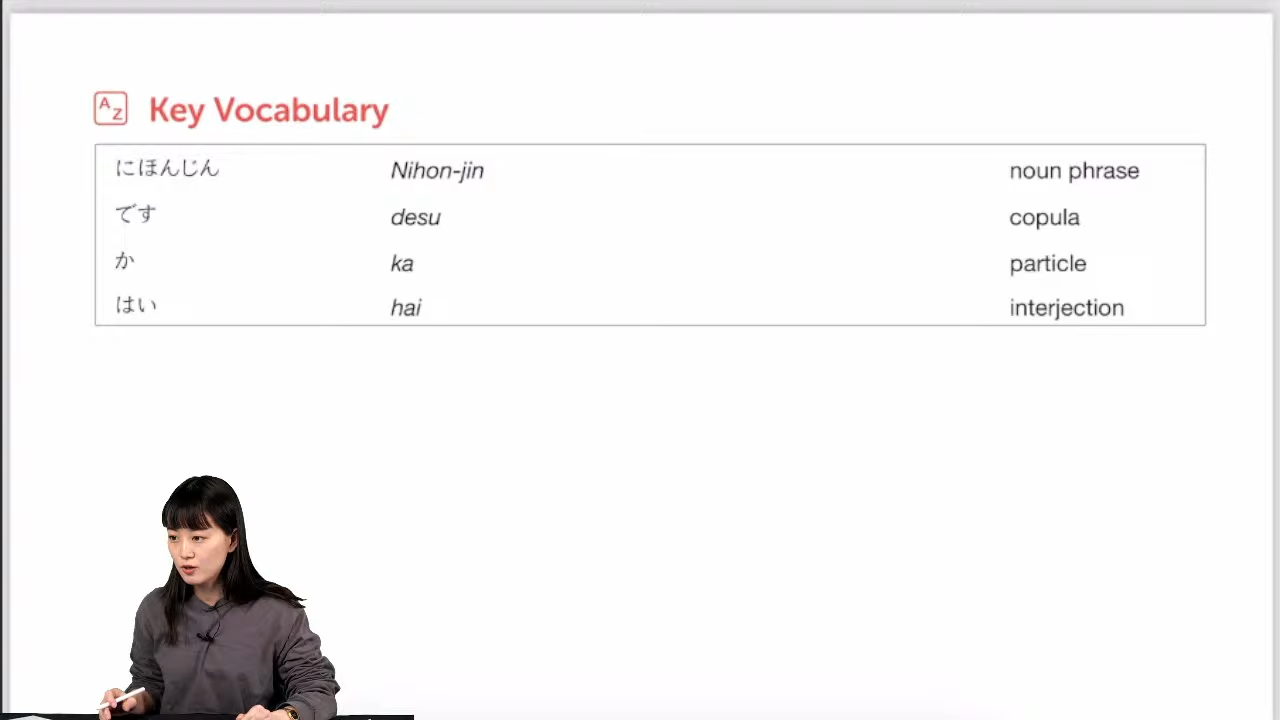 AZ Key Vocabulary
にほんじん Nihon-jin noun phrase
です desu copula
か ka particle
はい hai interjection